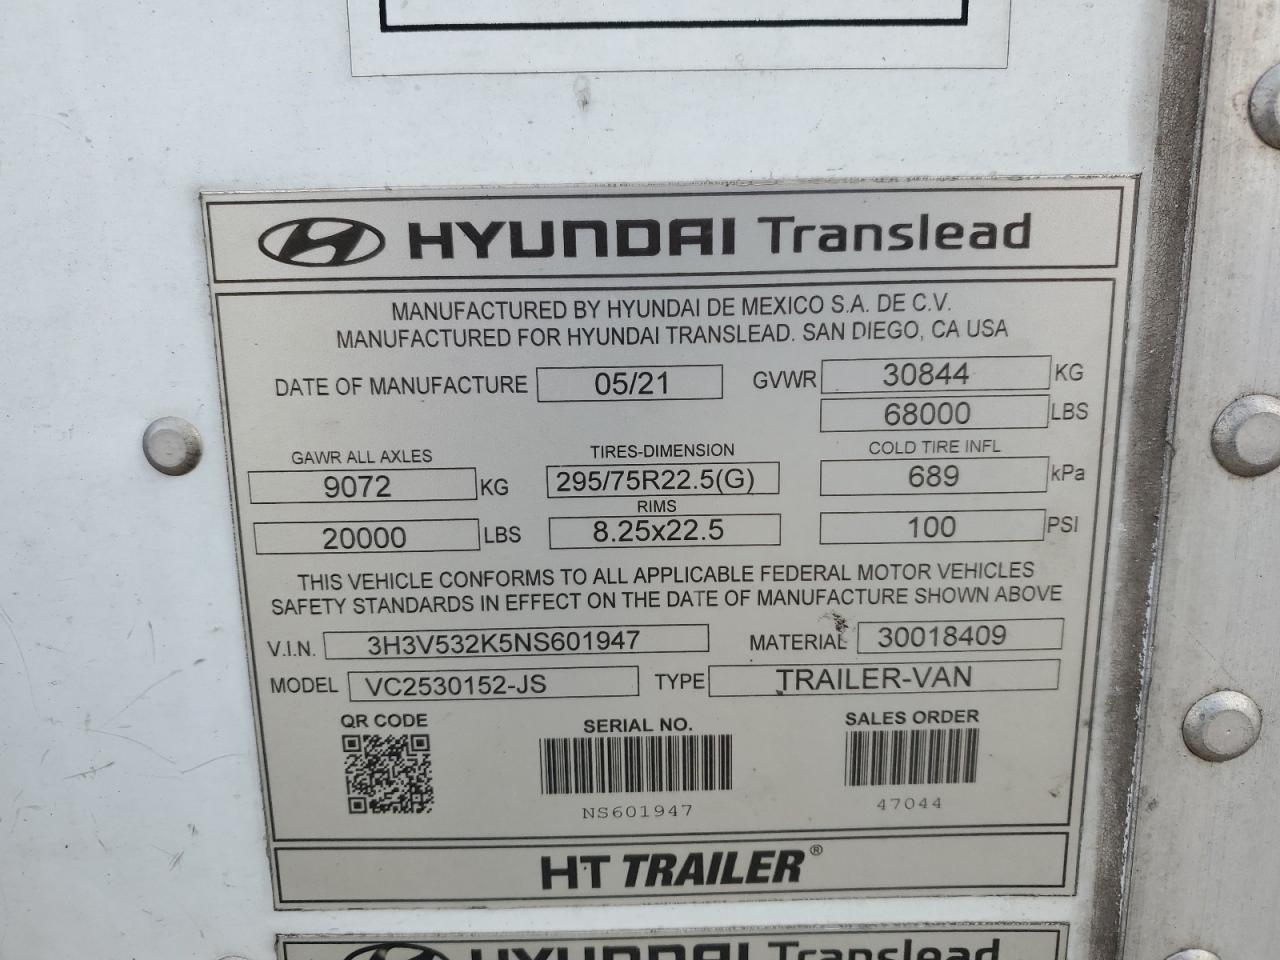 HYUNDAI Translead
MANUFACTURED BY HYUNDAI DE MEXICO S.A. DE C.V.
MANUFACTURED FOR HYUNDAI TRANSLEAD. SAN DIEGO, CA USA
DATE OF MANUFACTURE 05/21 GVWR 30844 KG
68000 LBS
GAWR ALL AXLES TIRES-DIMENSION COLD TIRE INFL
9072 KG 295/75R22.5(G) 689 kPa
RIMS
20000 LBS 8.25x22.5 100 PSI
THIS VEHICLE CONFORMS TO ALL APPLICABLE FEDERAL MOTOR VEHICLES
SAFETY STANDARDS IN EFFECT ON THE DATE OF MANUFACTURE SHOWN ABOVE
V.I.N. 3H3V532K5NS601947 MATERIAL 30018409
MODEL VC2530152-JS TYPE TRAILER-VAN
QR CODE SERIAL NO. SALES ORDER
NS601947 47044
HT TRAILER®
HYUNDAI Translead